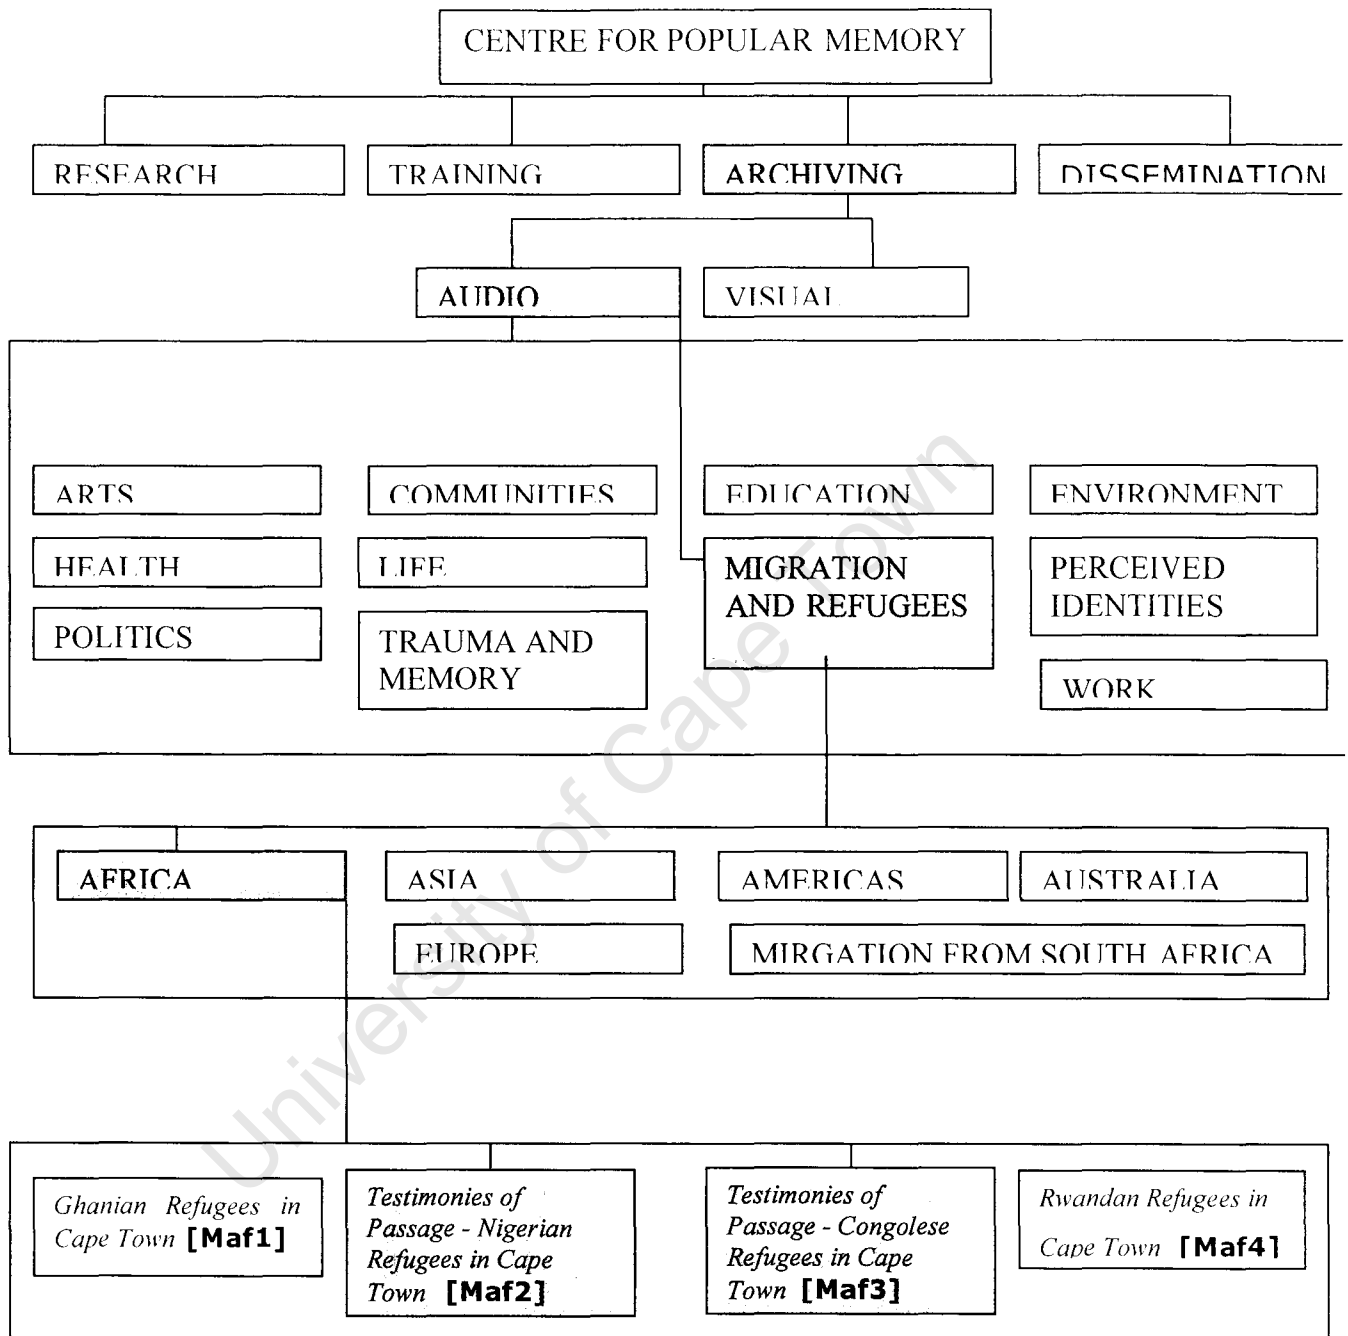 CENTRE FOR POPULAR MEMORY
RESEARCH
TRAINING
ARCHIVING
DISSEMINATION
AUDIO
VISUAL
ARTS
COMMUNITIES
EDUCATION
ENVIRONMENT
HEALTH
LIFE
MIGRATION
AND REFUGEES
PERCEIVED
IDENTITIES
POLITICS
TRAUMA AND
MEMORY
WORK
AFRICA
ASIA
AMERICAS
AUSTRALIA
EUROPE
MIRGATION FROM SOUTH AFRICA
Ghanian Refugees in
Cape Town [Maf1]
Testimonies of
Passage - Nigerian
Refugees in Cape
Town [Maf2]
Testimonies of
Passage - Congolese
Refugees in Cape
Town [Maf3]
Rwandan Refugees in
Cape Town [Maf4]
University of Cape Town